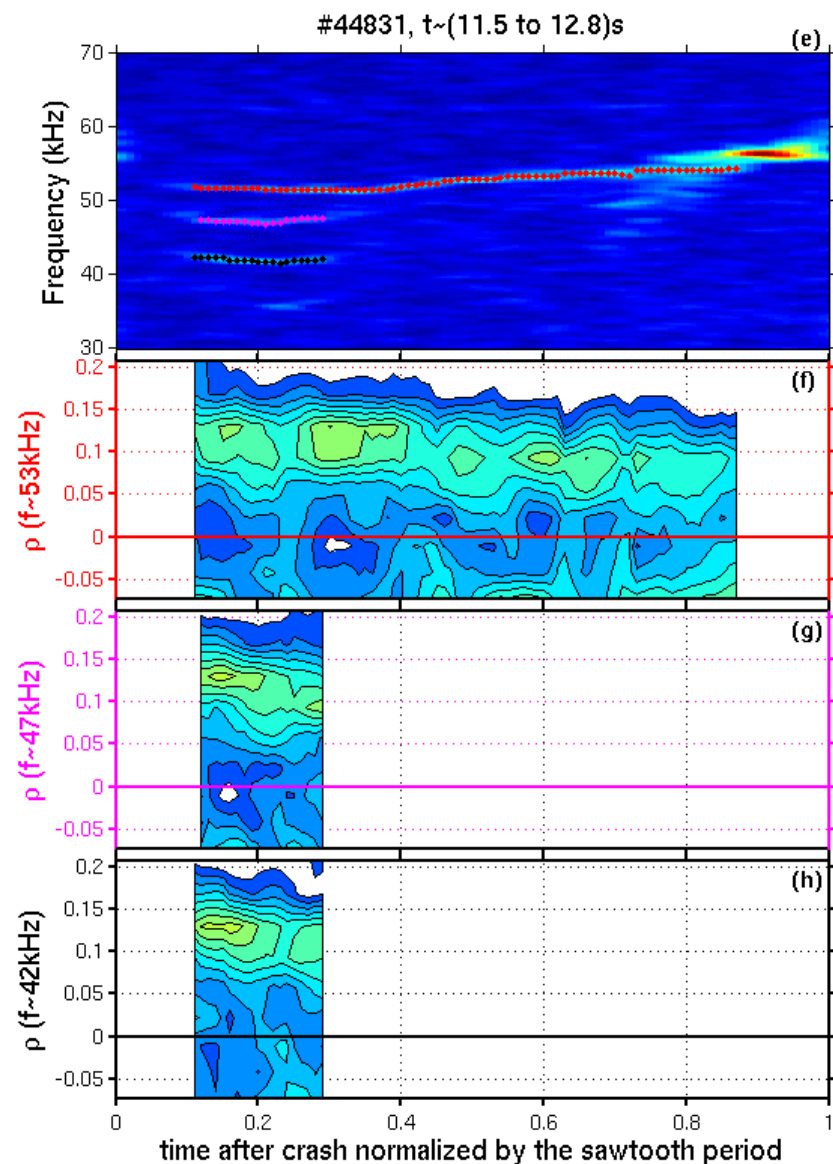 #44831, t~(11.5 to 12.8)s
(e)
70
60
50
40
30
Frequency (kHz)
(f)
0.2
0.15
0.1
0.05
0
-0.05
ρ (f~53kHz)
(g)
0.2
0.15
0.1
0.05
0
-0.05
ρ (f~47kHz)
(h)
0.2
0.15
0.1
0.05
0
-0.05
ρ (f~42kHz)
0 0.2 0.4 0.6 0.8 1
time after crash normalized by the sawtooth period